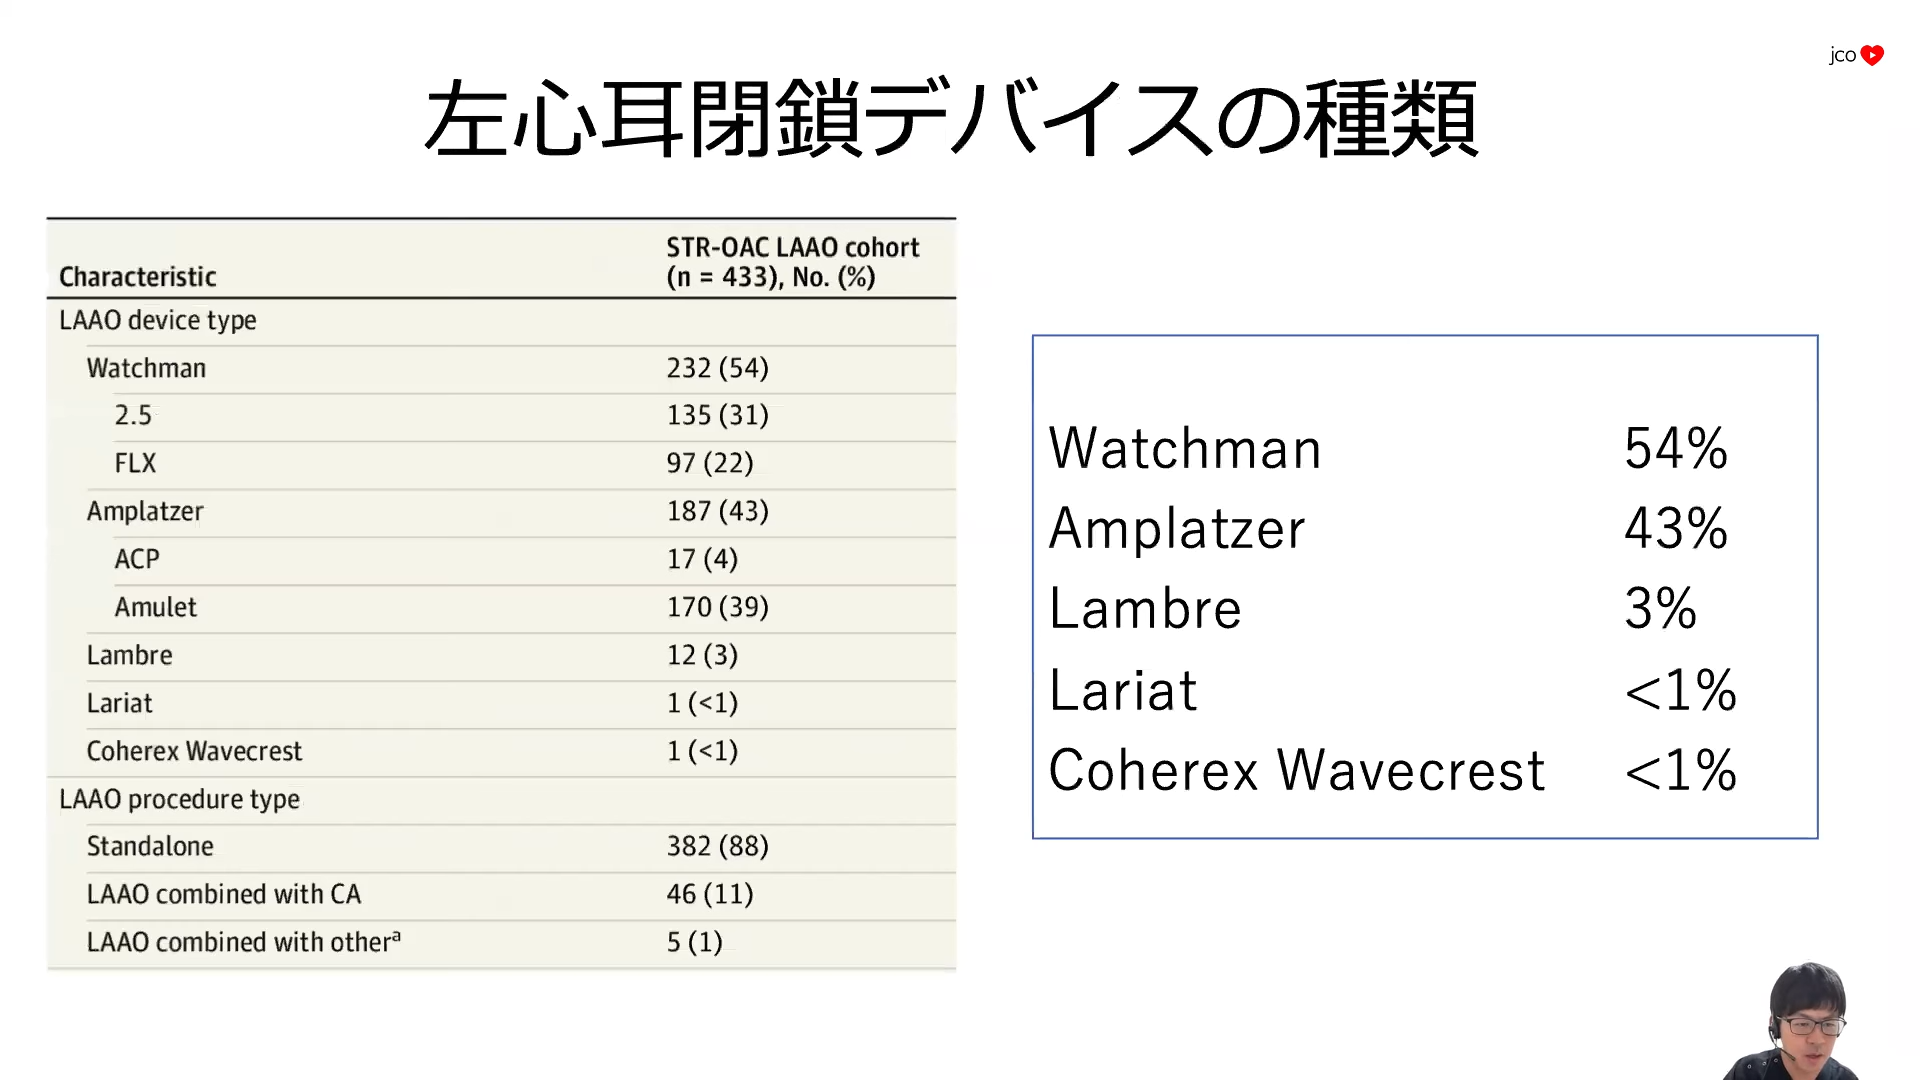 jco
左心耳閉鎖デバイスの種類
Characteristic STR-OAC LAAO cohort (n = 433), No. (%)
LAAO device type
Watchman 232 (54)
2.5 135 (31)
FLX 97 (22)
Amplatzer 187 (43)
ACP 17 (4)
Amulet 170 (39)
Lambre 12 (3)
Lariat 1 (<1)
Coherex Wavecrest 1 (<1)
LAAO procedure type
Standalone 382 (88)
LAAO combined with CA 46 (11)
LAAO combined with otherᵃ 5 (1)
Watchman 54%
Amplatzer 43%
Lambre 3%
Lariat <1%
Coherex Wavecrest <1%